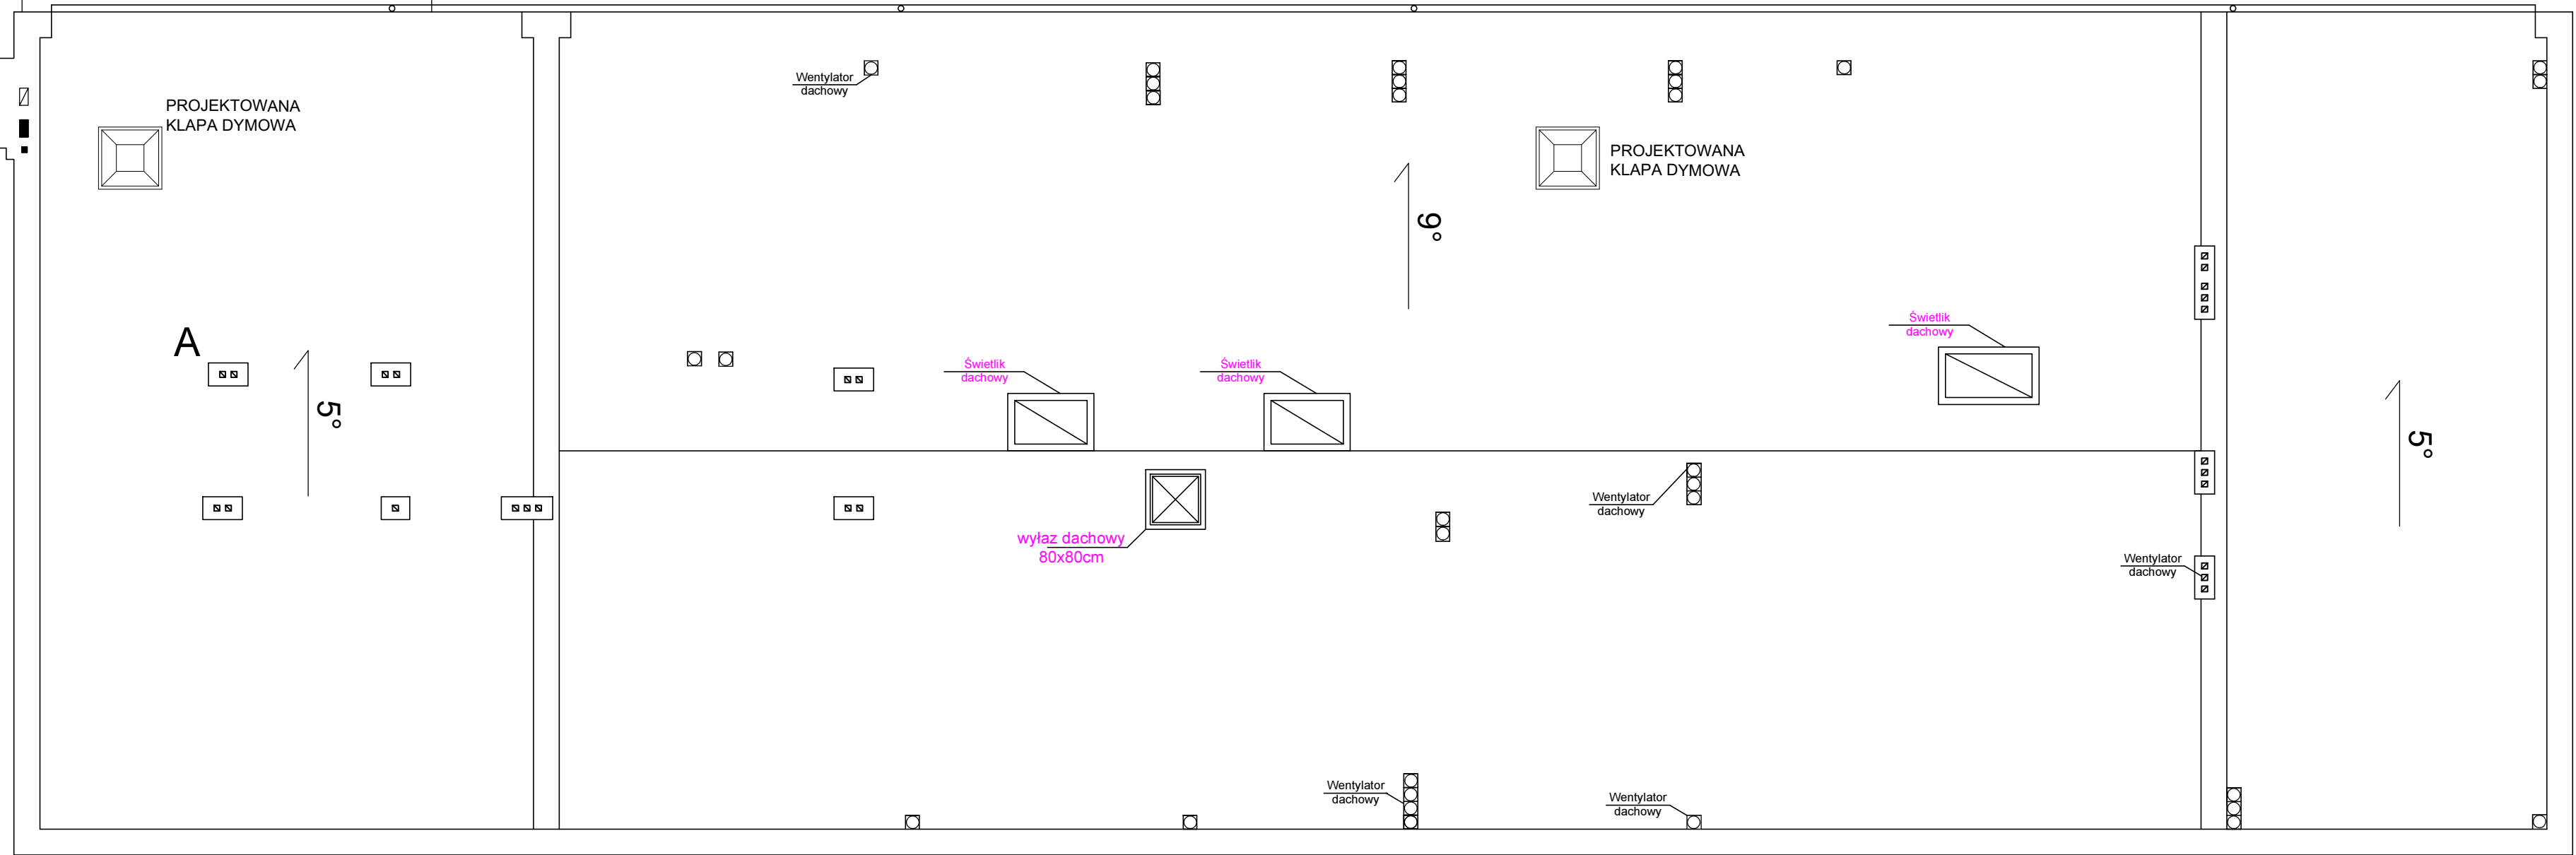 Wentylator
dachowy
PROJEKTOWANA
KLAPA DYMOWA
PROJEKTOWANA
KLAPA DYMOWA
9°
A
5°
Świetlik
dachowy
Świetlik
dachowy
Świetlik
dachowy
5°
wyłaz dachowy
80x80cm
Wentylator
dachowy
Wentylator
dachowy
Wentylator
dachowy
Wentylator
dachowy